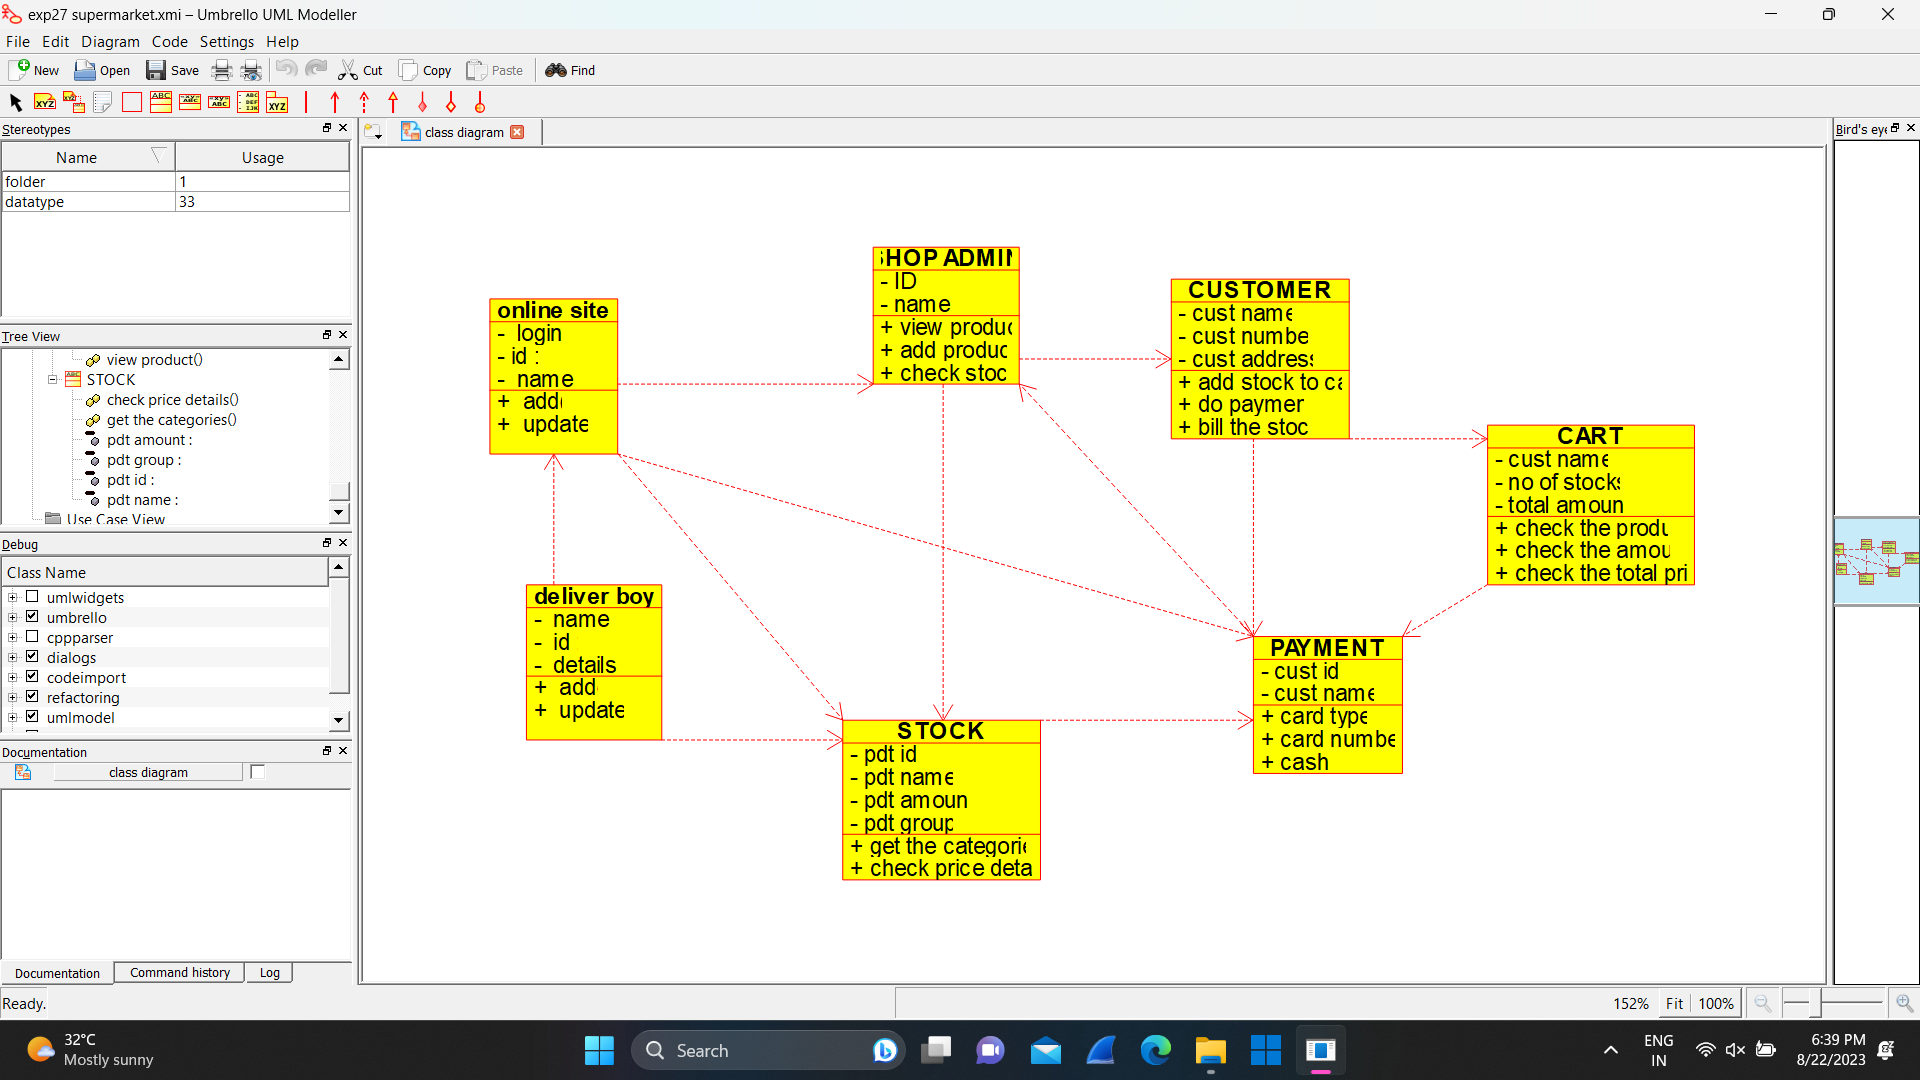 exp27 supermarket.xmi – Umbrello UML Modeller
File Edit Diagram Code Settings Help
New Open Save Cut Copy Paste Find
Stereotypes
Name Usage
folder 1
datatype 33
Tree View
view product()
STOCK
check price details()
get the categories()
pdt amount :
pdt group :
pdt id :
pdt name :
Use Case View
Debug
Class Name
umlwidgets
umbrello
cppparser
dialogs
codeimport
refactoring
umlmodel
Documentation
class diagram
Documentation Command history Log
Ready.
class diagram
online site
- login
- id :
- name
+ add
+ update
HOP ADMIN
- ID
- name
+ view produc
+ add produc
+ check stoc
CUSTOMER
- cust name
- cust numbe
- cust address
+ add stock to ca
+ do paymer
+ bill the stoc
CART
- cust name
- no of stocks
- total amoun
+ check the produ
+ check the amou
+ check the total pri
deliver boy
- name
- id
- details
+ add
+ update
STOCK
- pdt id
- pdt name
- pdt amoun
- pdt group
+ get the categorie
+ check price deta
PAYMENT
- cust id
- cust name
+ card type
+ card numbe
+ cash
Bird's eye
152% Fit 100%
32°C
Mostly sunny
Search
ENG
IN
6:39 PM
8/22/2023